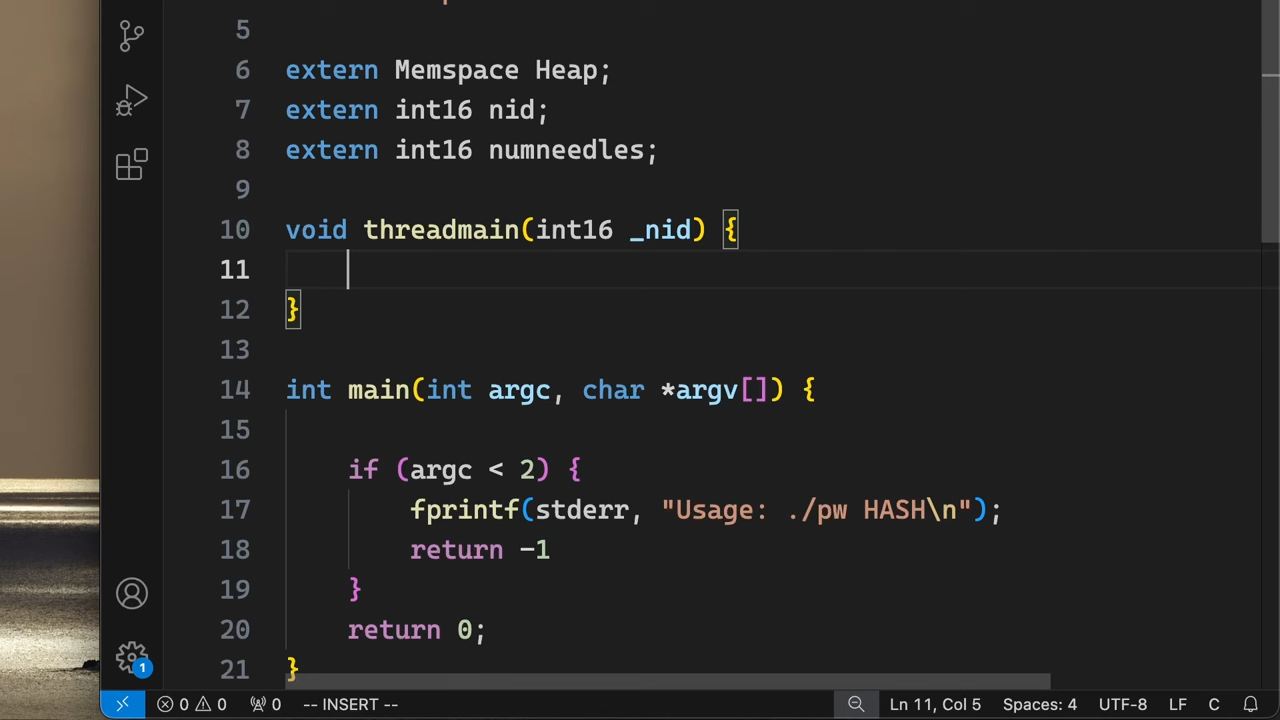 5
6 extern Memspace Heap;
7 extern int16 nid;
8 extern int16 numneedles;
9
10 void threadmain(int16 _nid) {
11
12 }
13
14 int main(int argc, char *argv[]) {
15
16 if (argc < 2) {
17 fprintf(stderr, "Usage: ./pw HASH\n");
18 return -1
19 }
20 return 0;
21 }
1
0 0 0 -- INSERT -- Ln 11, Col 5 Spaces: 4 UTF-8 LF C